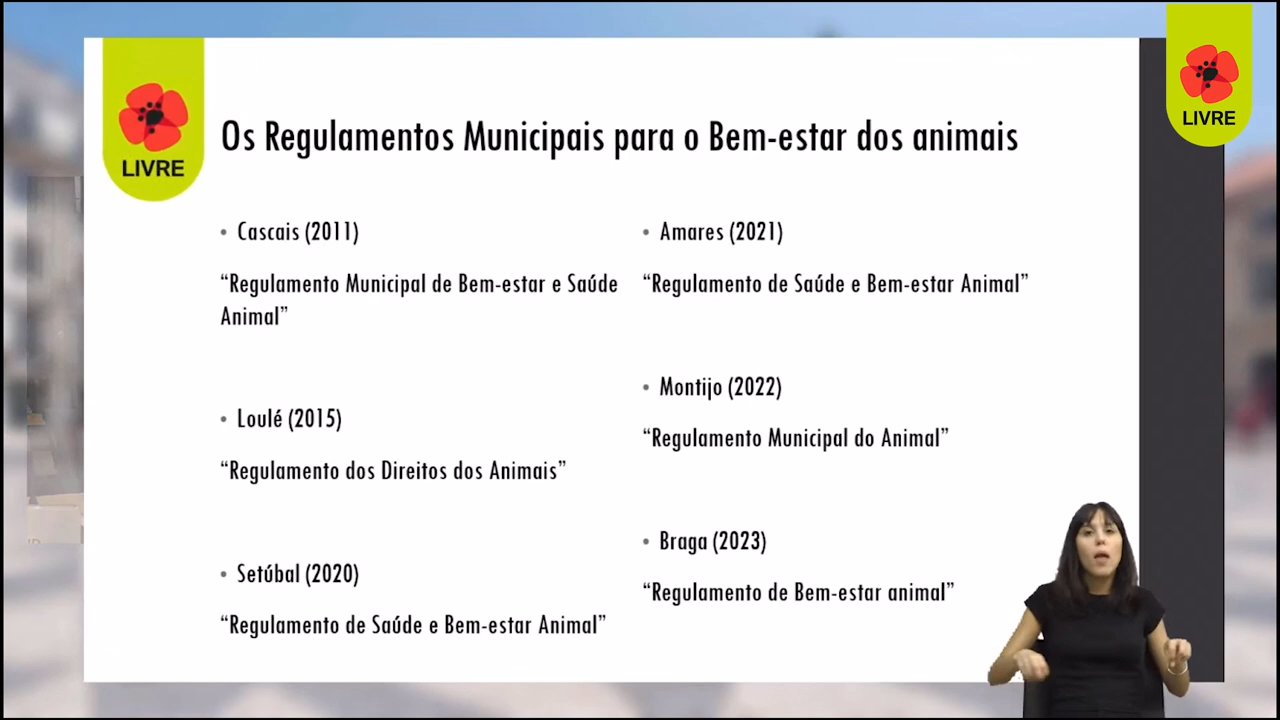 LIVRE
LIVRE
Os Regulamentos Municipais para o Bem-estar dos animais
• Cascais (2011)
“Regulamento Municipal de Bem-estar e Saúde
Animal”
• Loulé (2015)
“Regulamento dos Direitos dos Animais”
• Setúbal (2020)
“Regulamento de Saúde e Bem-estar Animal”
• Amares (2021)
“Regulamento de Saúde e Bem-estar Animal”
• Montijo (2022)
“Regulamento Municipal do Animal”
• Braga (2023)
“Regulamento de Bem-estar animal”